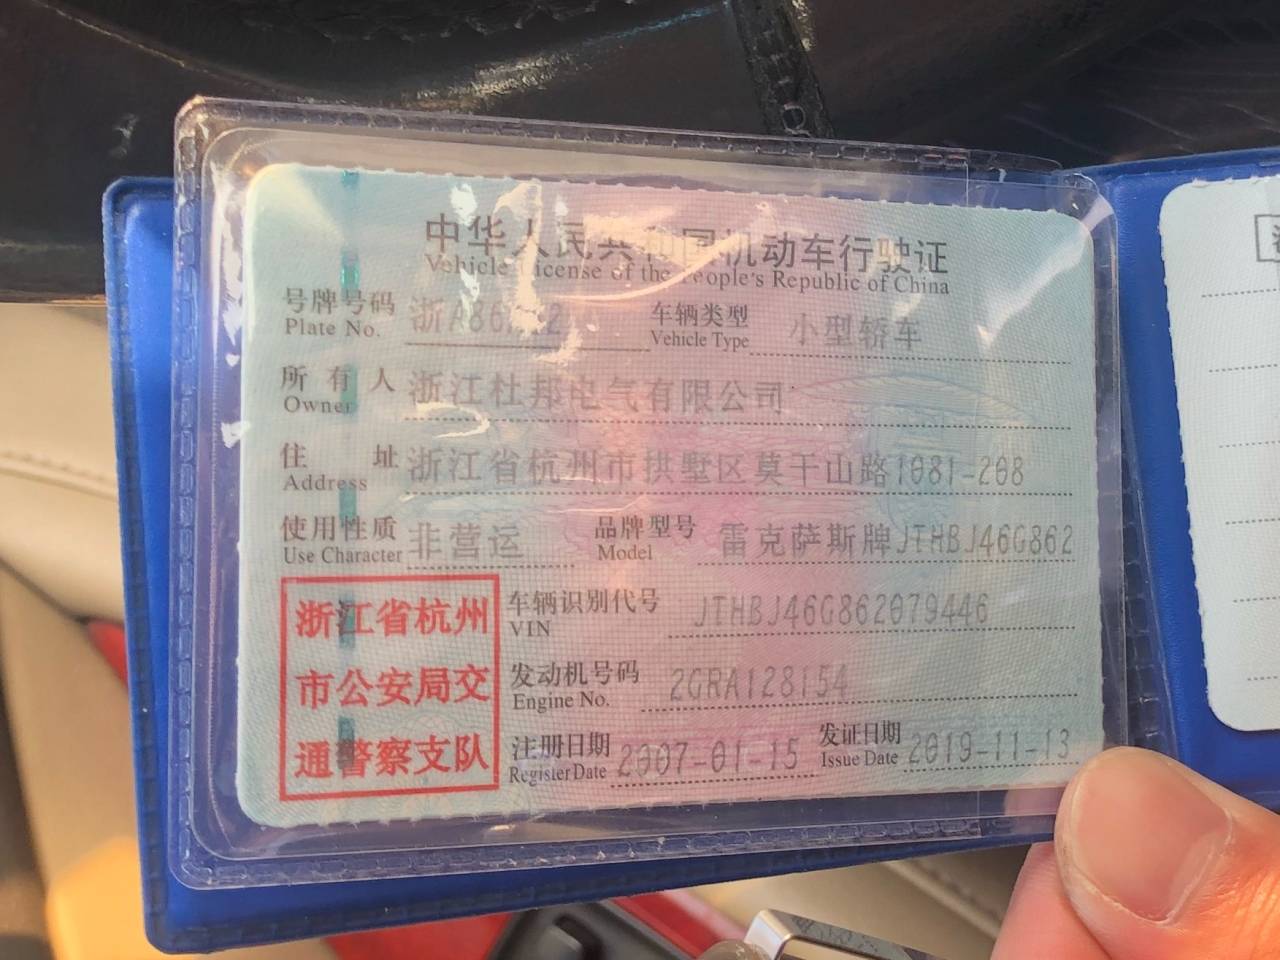 中华人民共和国机动车行驶证
Vehicle License of the People's Republic of China
号牌号码 车辆类型 小型轿车
Plate No. Vehicle Type
所有人 浙江杜邦电气有限公司
Owner
住址 浙江省杭州市拱墅区莫干山路1081-208
Address
使用性质 非营运 品牌型号 雷克萨斯牌JTHBJ46G862
Use Character Model
车辆识别代号 JTHBJ46G862079446
VIN
发动机号码 2GRA128154
Engine No.
注册日期 2007-01-15 发证日期 2019-11-13
Register Date Issue Date
浙江省杭州
市公安局交
通警察支队